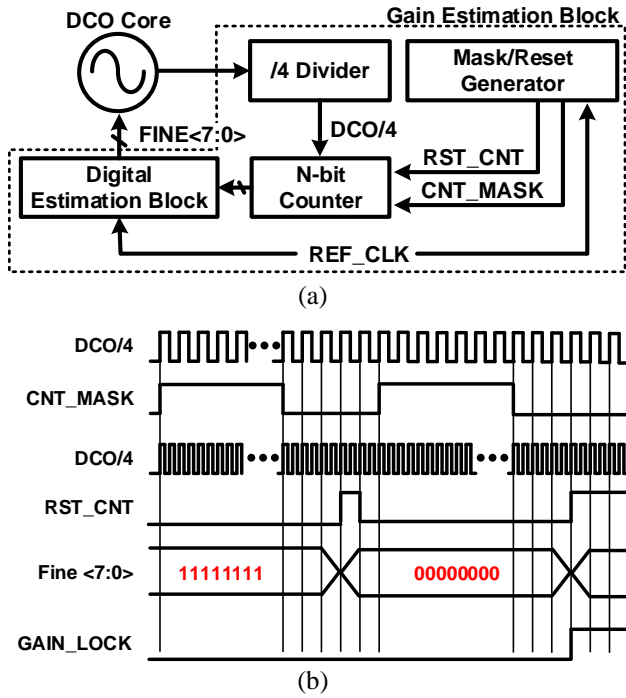 Gain Estimation Block
DCO Core
/4 Divider
Mask/Reset
Generator
FINE<7:0>
DCO/4
RST_CNT
Digital
Estimation Block
N-bit
Counter
CNT_MASK
REF_CLK
(a)
DCO/4
CNT_MASK
DCO/4
RST_CNT
Fine <7:0>
11111111
00000000
GAIN_LOCK
(b)